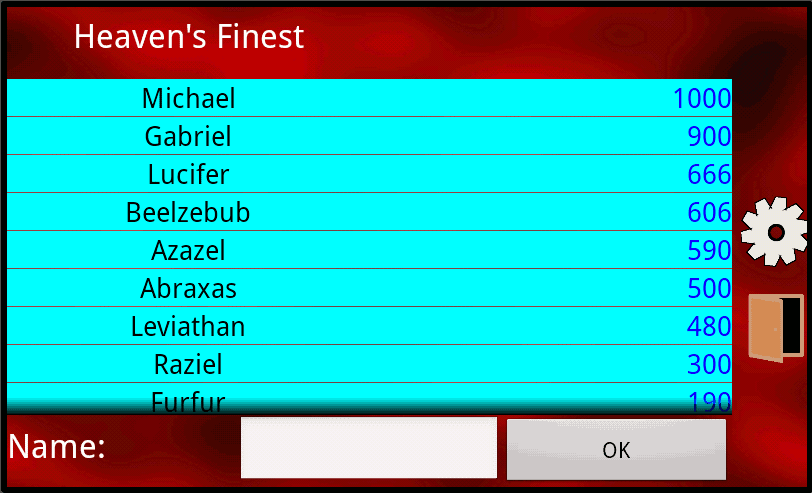 Heaven's Finest
Michael 1000
Gabriel 900
Lucifer 666
Beelzebub 606
Azazel 590
Abraxas 500
Leviathan 480
Raziel 300
Furfur 190
Name: OK